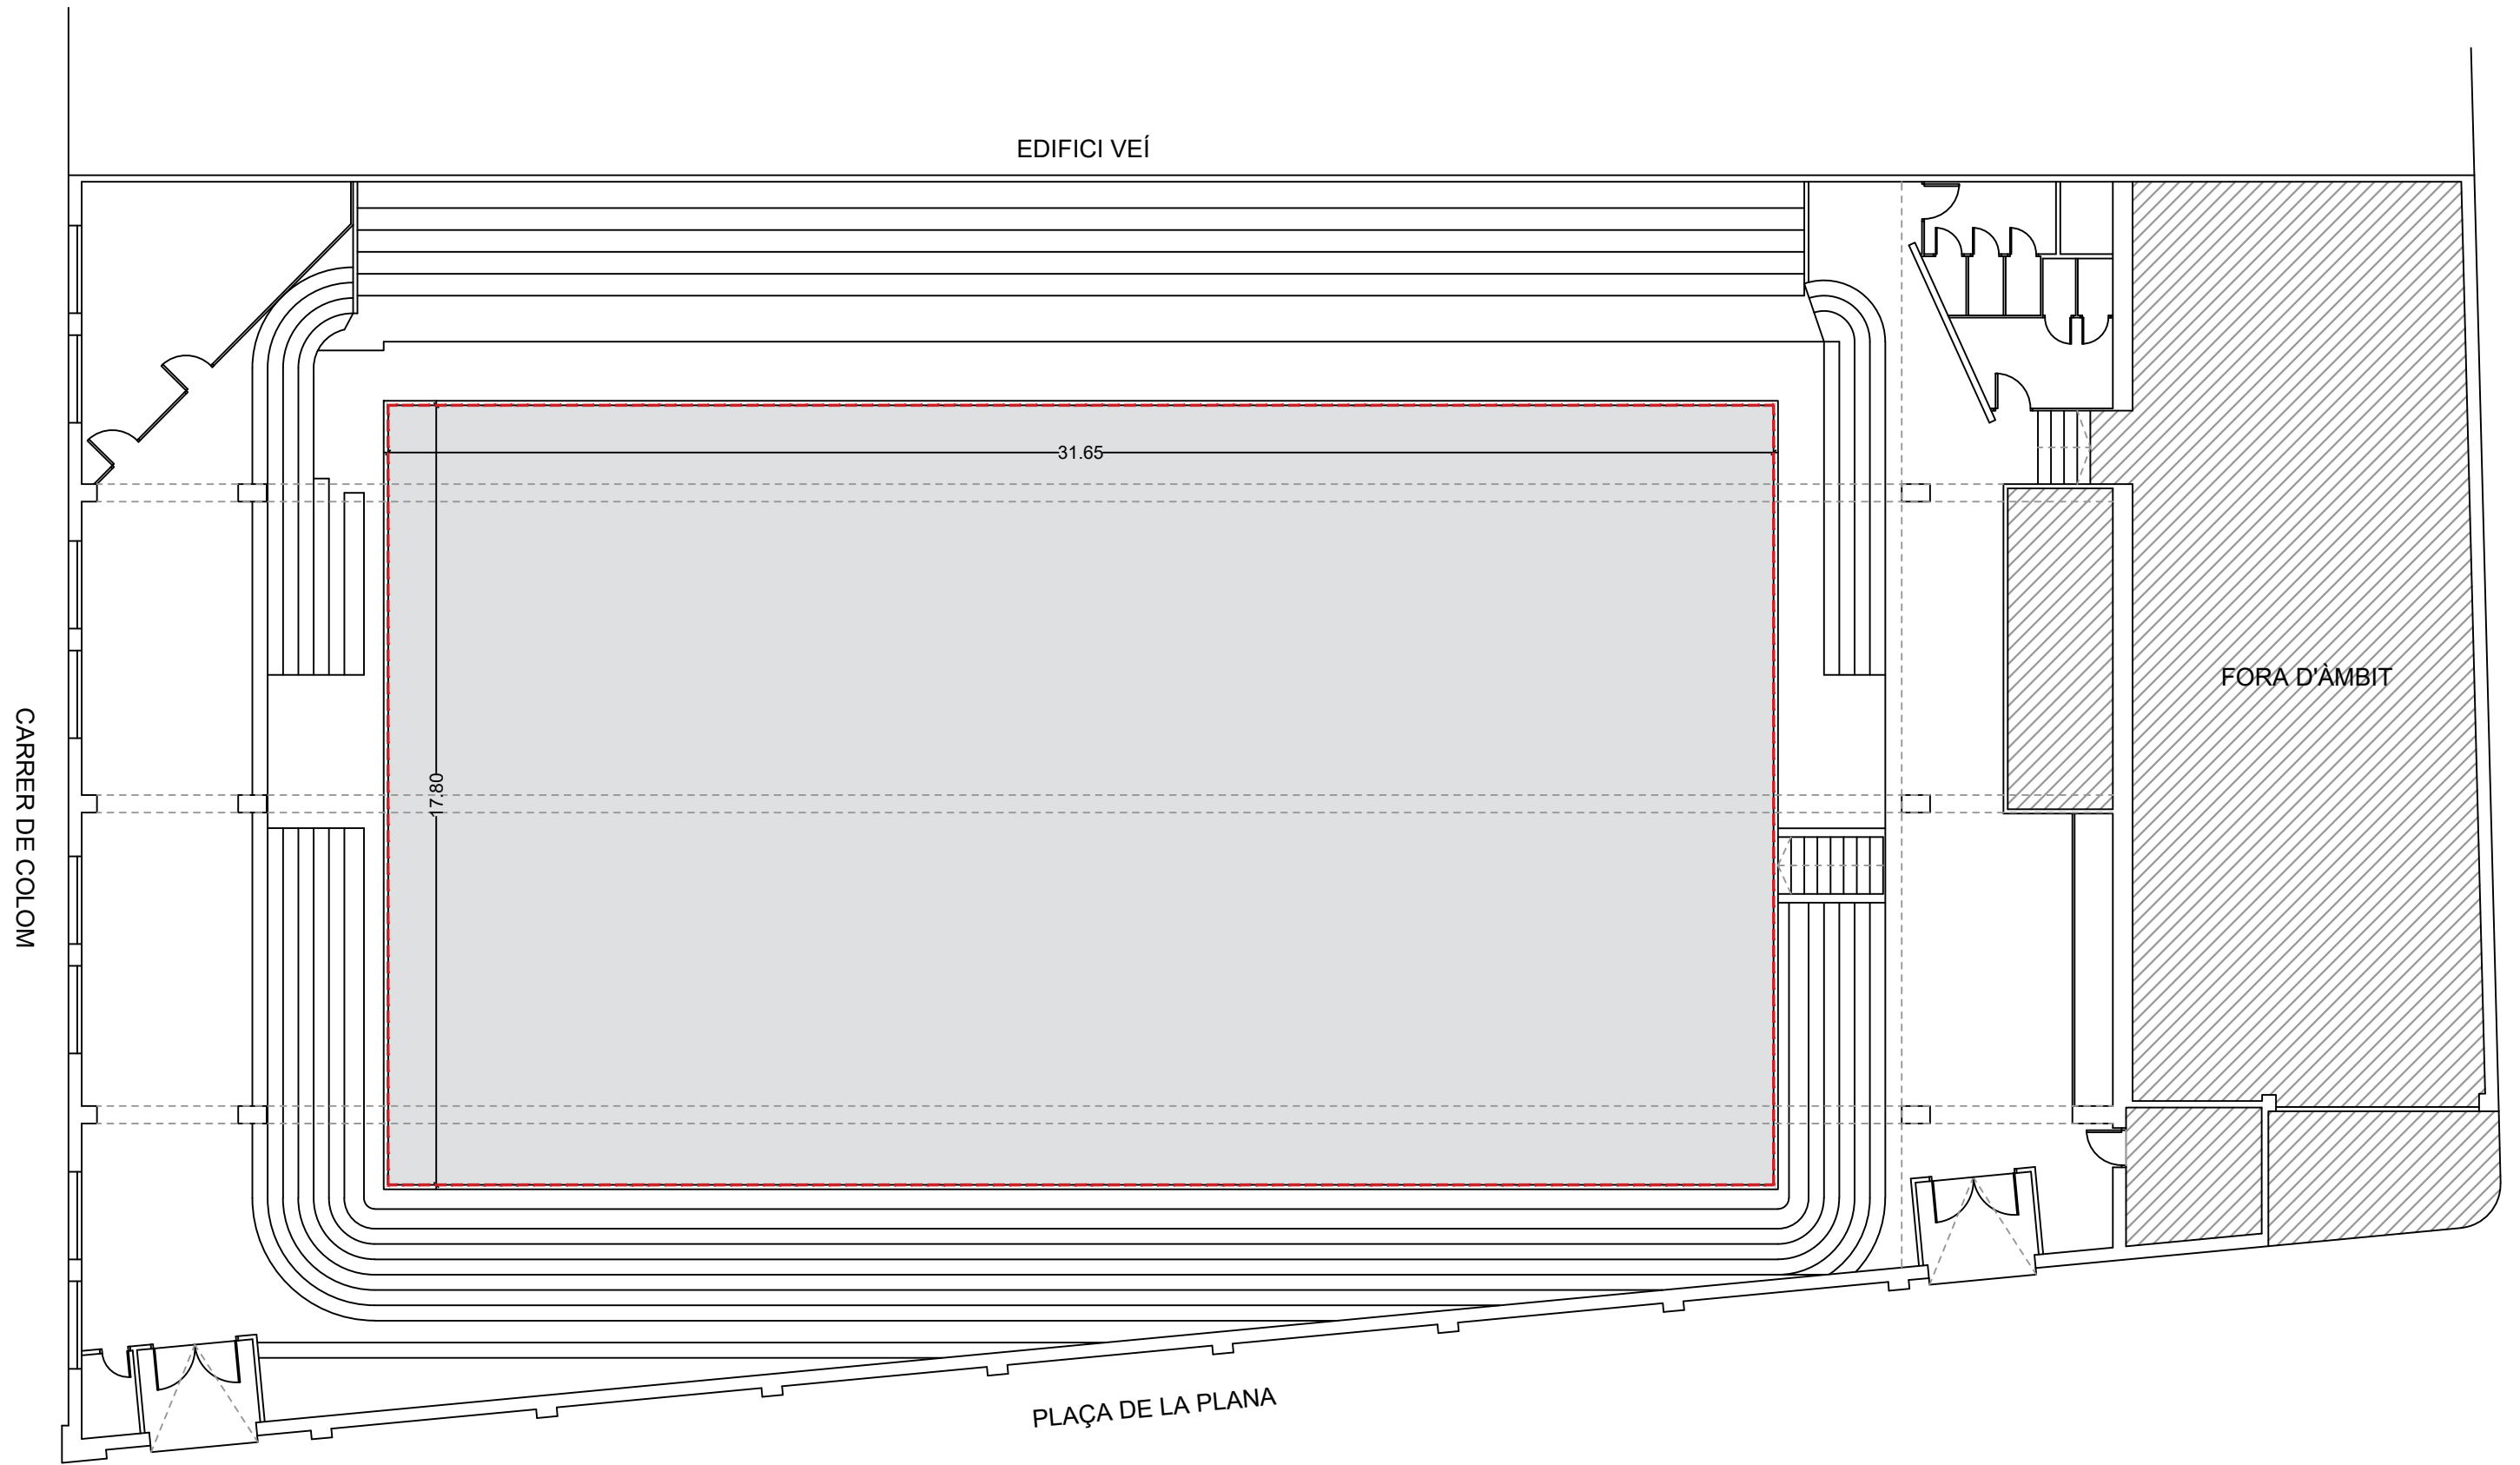 EDIFICI VEÍ
31.65
FORA D'ÀMBIT
CARRER DE COLOM
17.80
PLAÇA DE LA PLANA